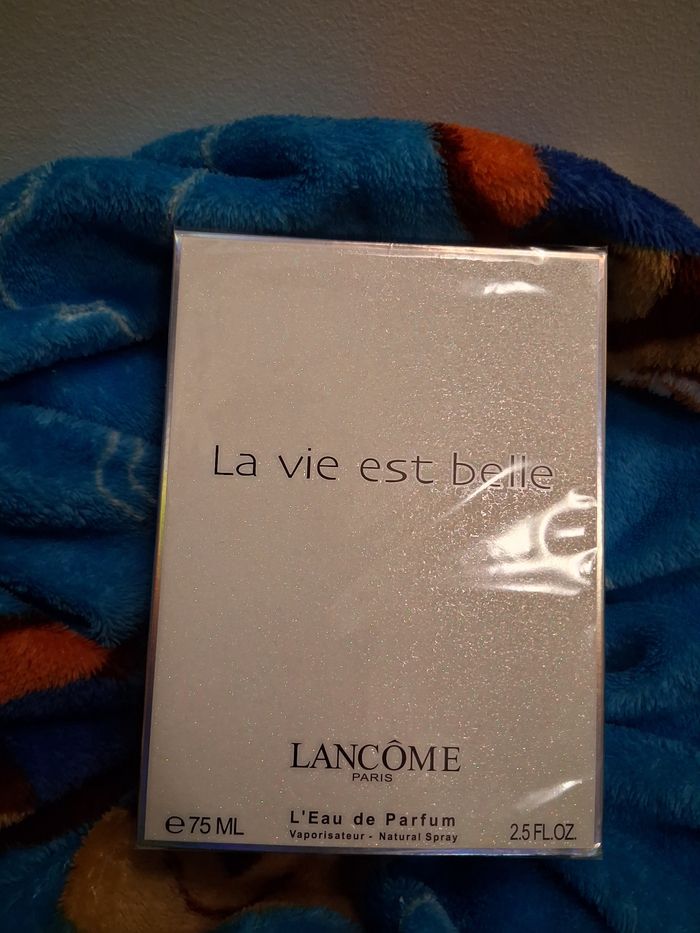 La vie est belle
LANCÔME
PARIS
L'Eau de Parfum
Vaporisateur - Natural Spray
℮ 75 ML
2.5 FL.OZ.